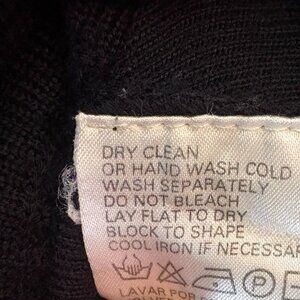 DRY CLEAN
OR HAND WASH COLD
WASH SEPARATELY
DO NOT BLEACH
LAY FLAT TO DRY
BLOCK TO SHAPE
COOL IRON IF NECESSA
P
LAVAR POR